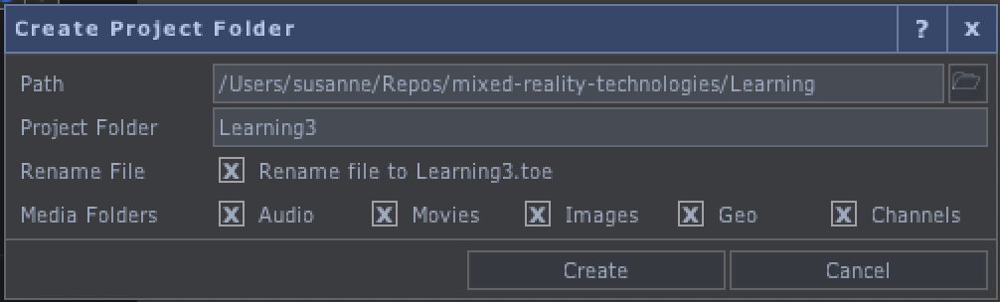 Create Project Folder ? x
Path /Users/susanne/Repos/mixed-reality-technologies/Learning
Project Folder Learning3
Rename File x Rename file to Learning3.toe
Media Folders x Audio x Movies x Images x Geo x Channels
Create Cancel